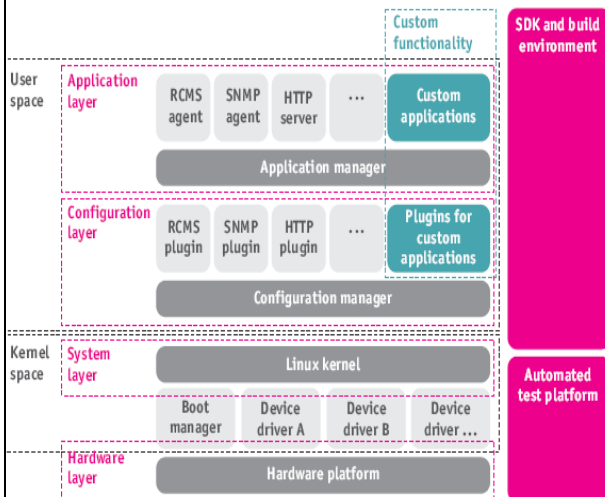 Custom
functionality
SDK and build
environment
User
space
Application
layer
RCMS
agent
SNMP
agent
HTTP
server
...
Custom
applications
Application manager
Configuration
layer
RCMS
plugin
SNMP
plugin
HTTP
plugin
...
Plugins for
custom
applications
Configuration manager
Kernel
space
System
layer
Linux kernel
Automated
test platform
Boot
manager
Device
driver A
Device
driver B
Device
driver ...
Hardware
layer
Hardware platform